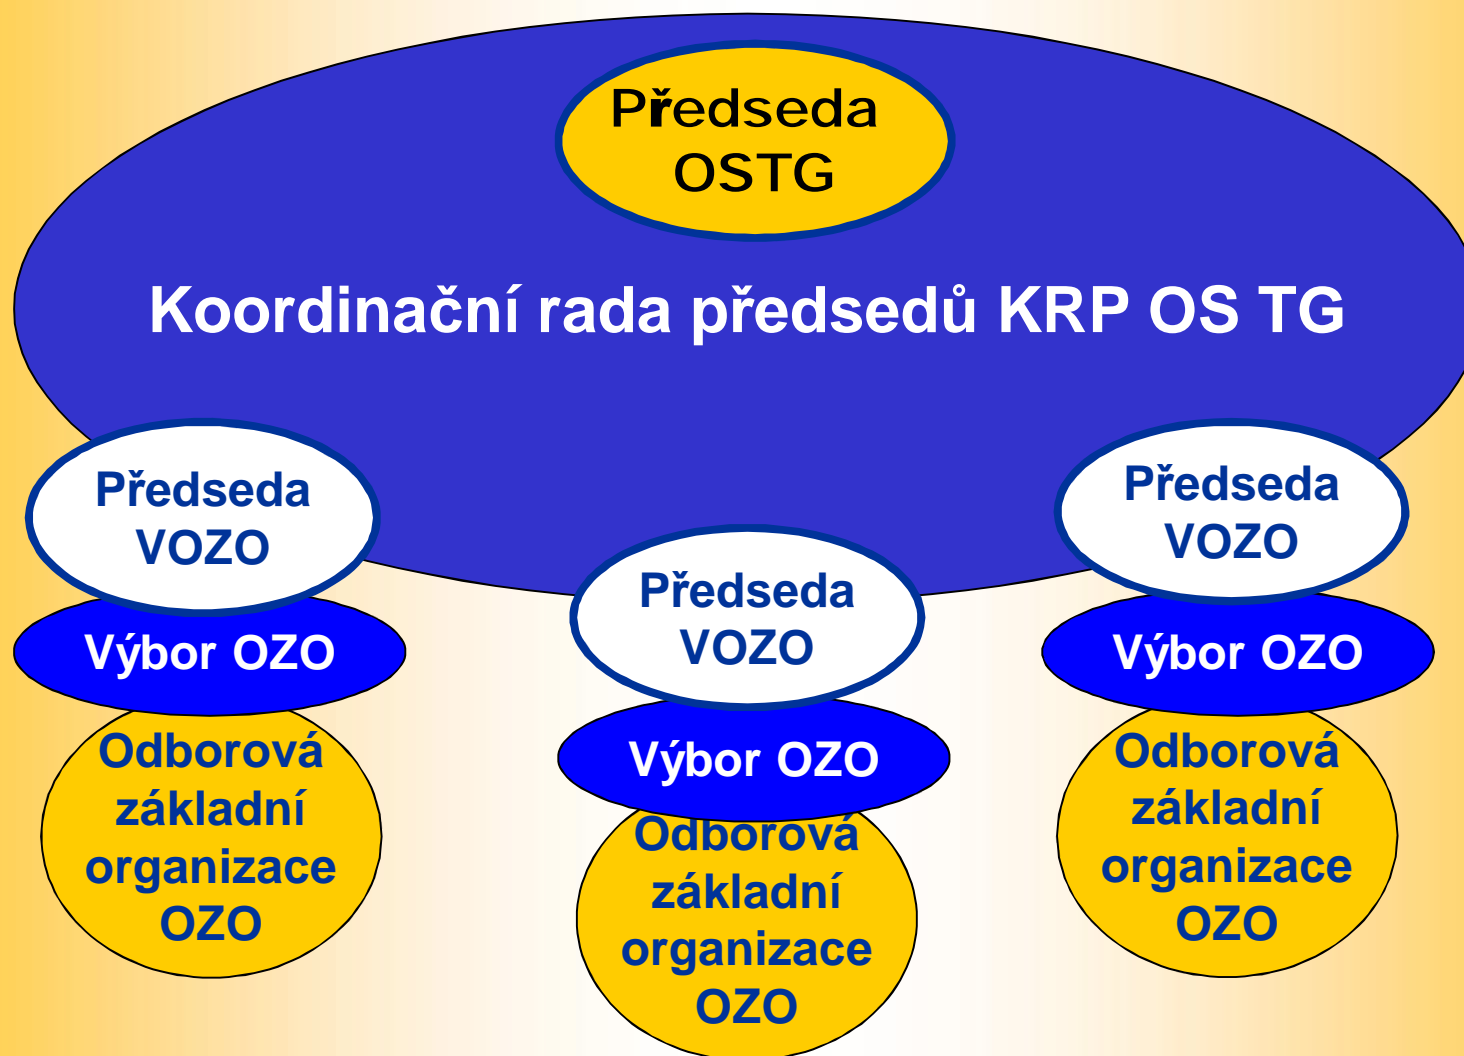 Předseda
OSTG
Koordinační rada předsedů KRP OS TG
Předseda
VOZO
Výbor OZO
Odborová
základní
organizace
OZO
Předseda
VOZO
Výbor OZO
Odborová
základní
organizace
OZO
Předseda
VOZO
Výbor OZO
Odborová
základní
organizace
OZO